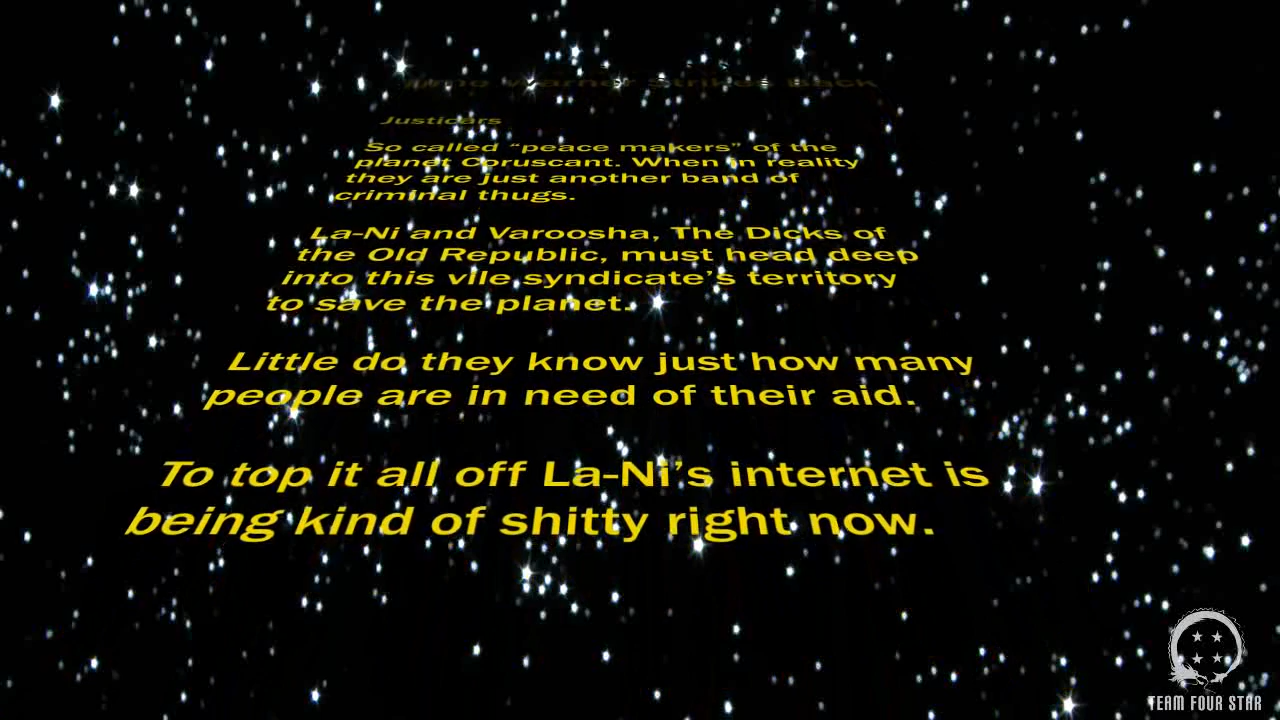 Warner Strikes Back
Justicars
So called “peace makers” of the
planet Coruscant. When in reality
they are just another band of
criminal thugs.
La-Ni and Varoosha, The Dicks of
the Old Republic, must head deep
into this vile syndicate’s territory
to save the planet.
Little do they know just how many
people are in need of their aid.
To top it all off La-Ni’s internet is
being kind of shitty right now.
TEAM FOUR STAR